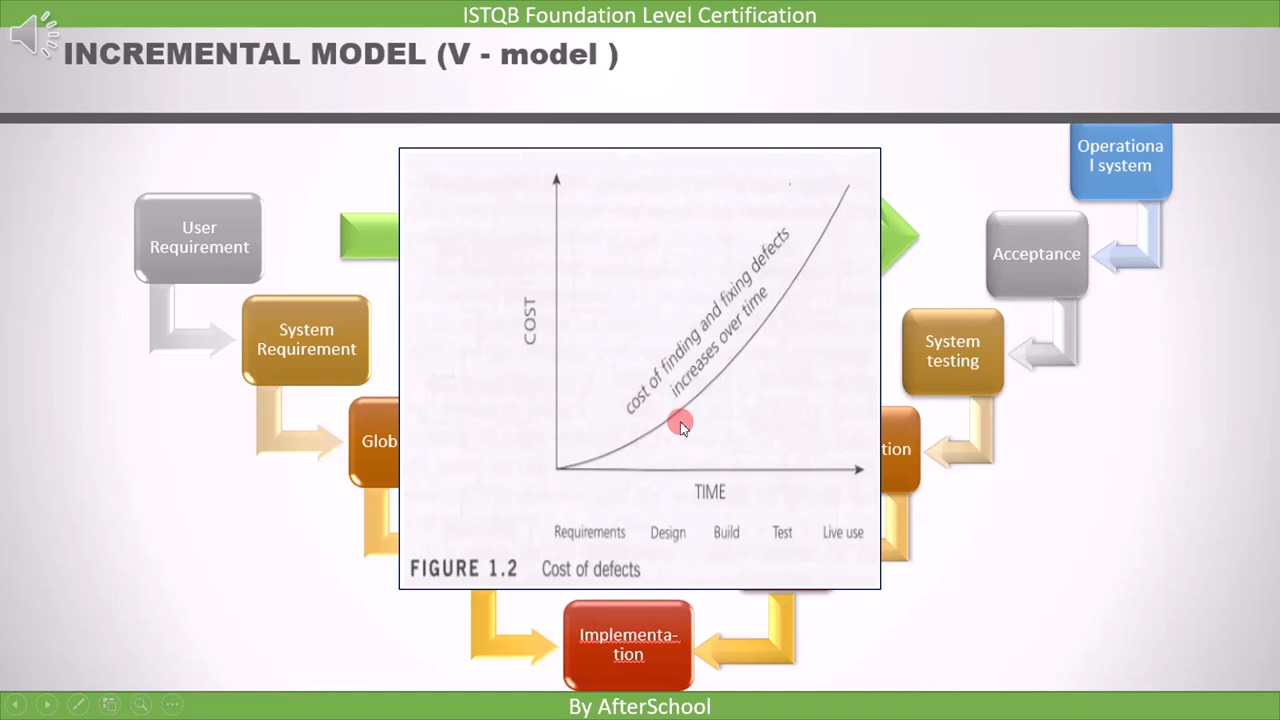 ISTQB Foundation Level Certification
INCREMENTAL MODEL (V - model )
Operationa
l system
User
Requirement
Acceptance
System
Requirement
System
testing
Glob
tion
COST
cost of finding and fixing defects
increases over time
TIME
Requirements Design Build Test Live use
FIGURE 1.2 Cost of defects
Implementa-
tion
By AfterSchool